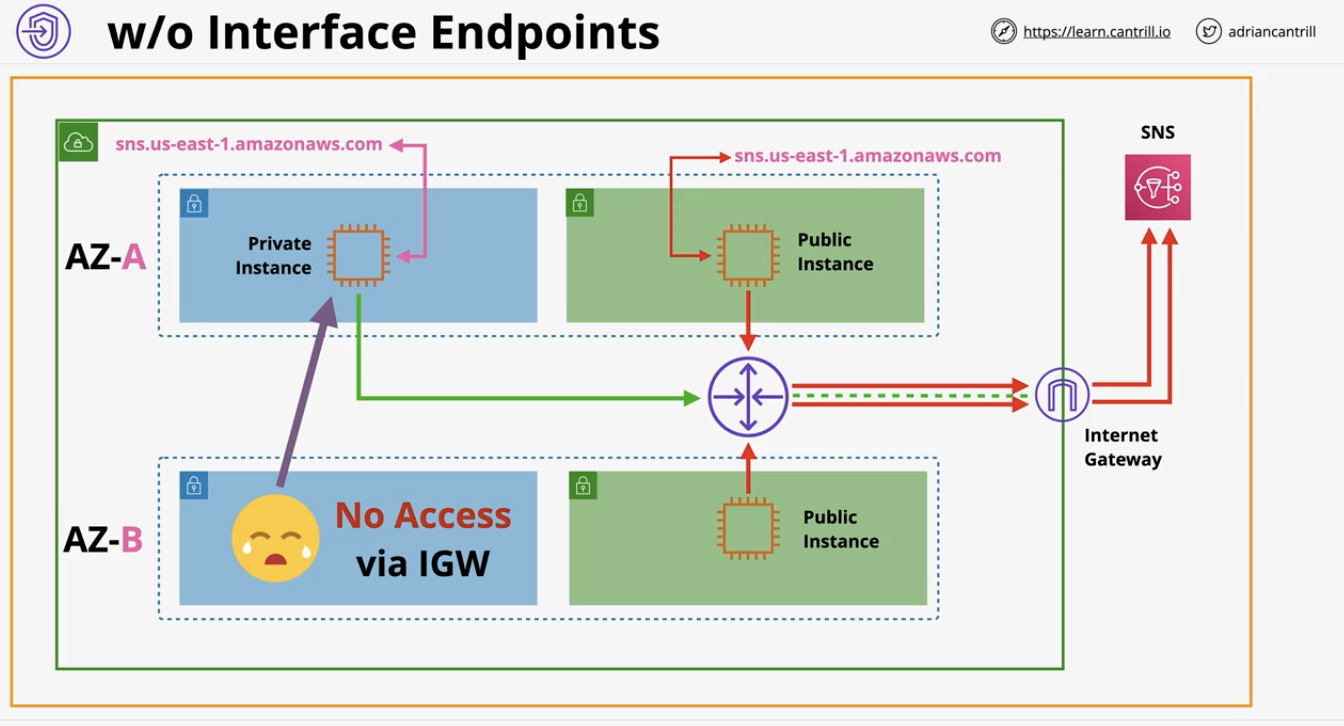 w/o Interface Endpoints
https://learn.cantrill.io
adriancantrill
SNS
sns.us-east-1.amazonaws.com
sns.us-east-1.amazonaws.com
AZ-A
Private
Instance
Public
Instance
Internet
Gateway
AZ-B
No Access
via IGW
Public
Instance